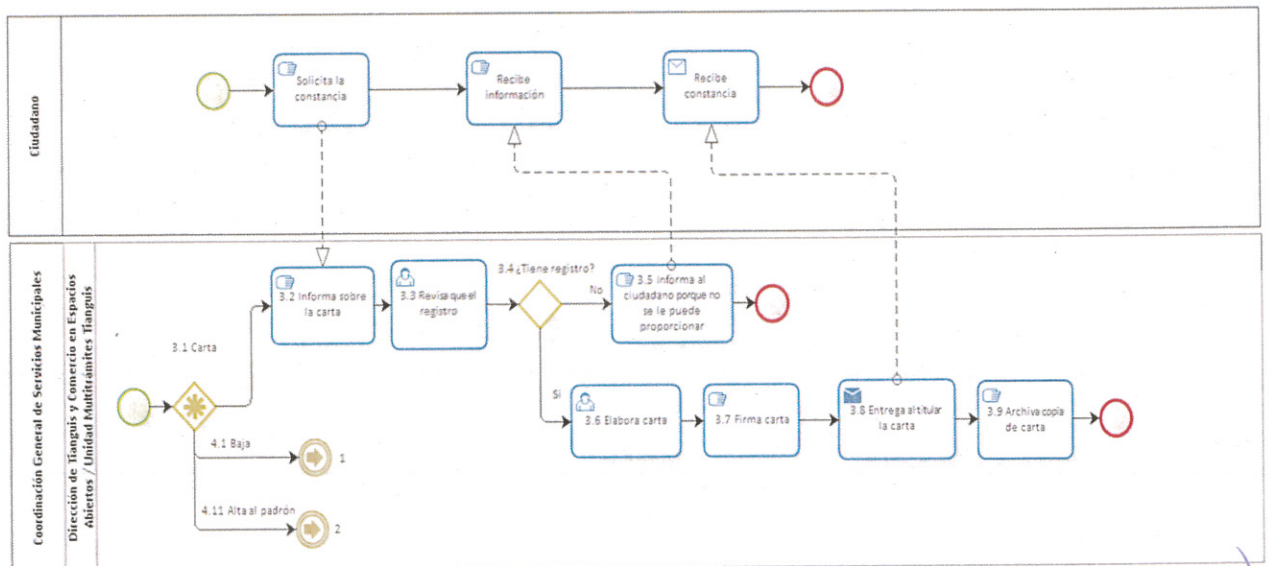 Ciudadano
Solicita la
constancia
Recibe
información
Recibe
constancia
Coordinación General de Servicios Municipales
Dirección de Tianguis y Comercio en Espacios
Abiertos / Unidad Multitrámites Tianguis
3.1 Carta
3.2 Informa sobre
la carta
3.3 Revisa que el
registro
3.4 ¿Tiene registro?
No
3.5 Informa al
ciudadano porque no
se le puede
proporcionar
Si
3.6 Elabora carta
3.7 Firma carta
3.8 Entrega al titular
la carta
3.9 Archiva copia
de carta
4.1 Baja
1
4.11 Alta al padrón
2